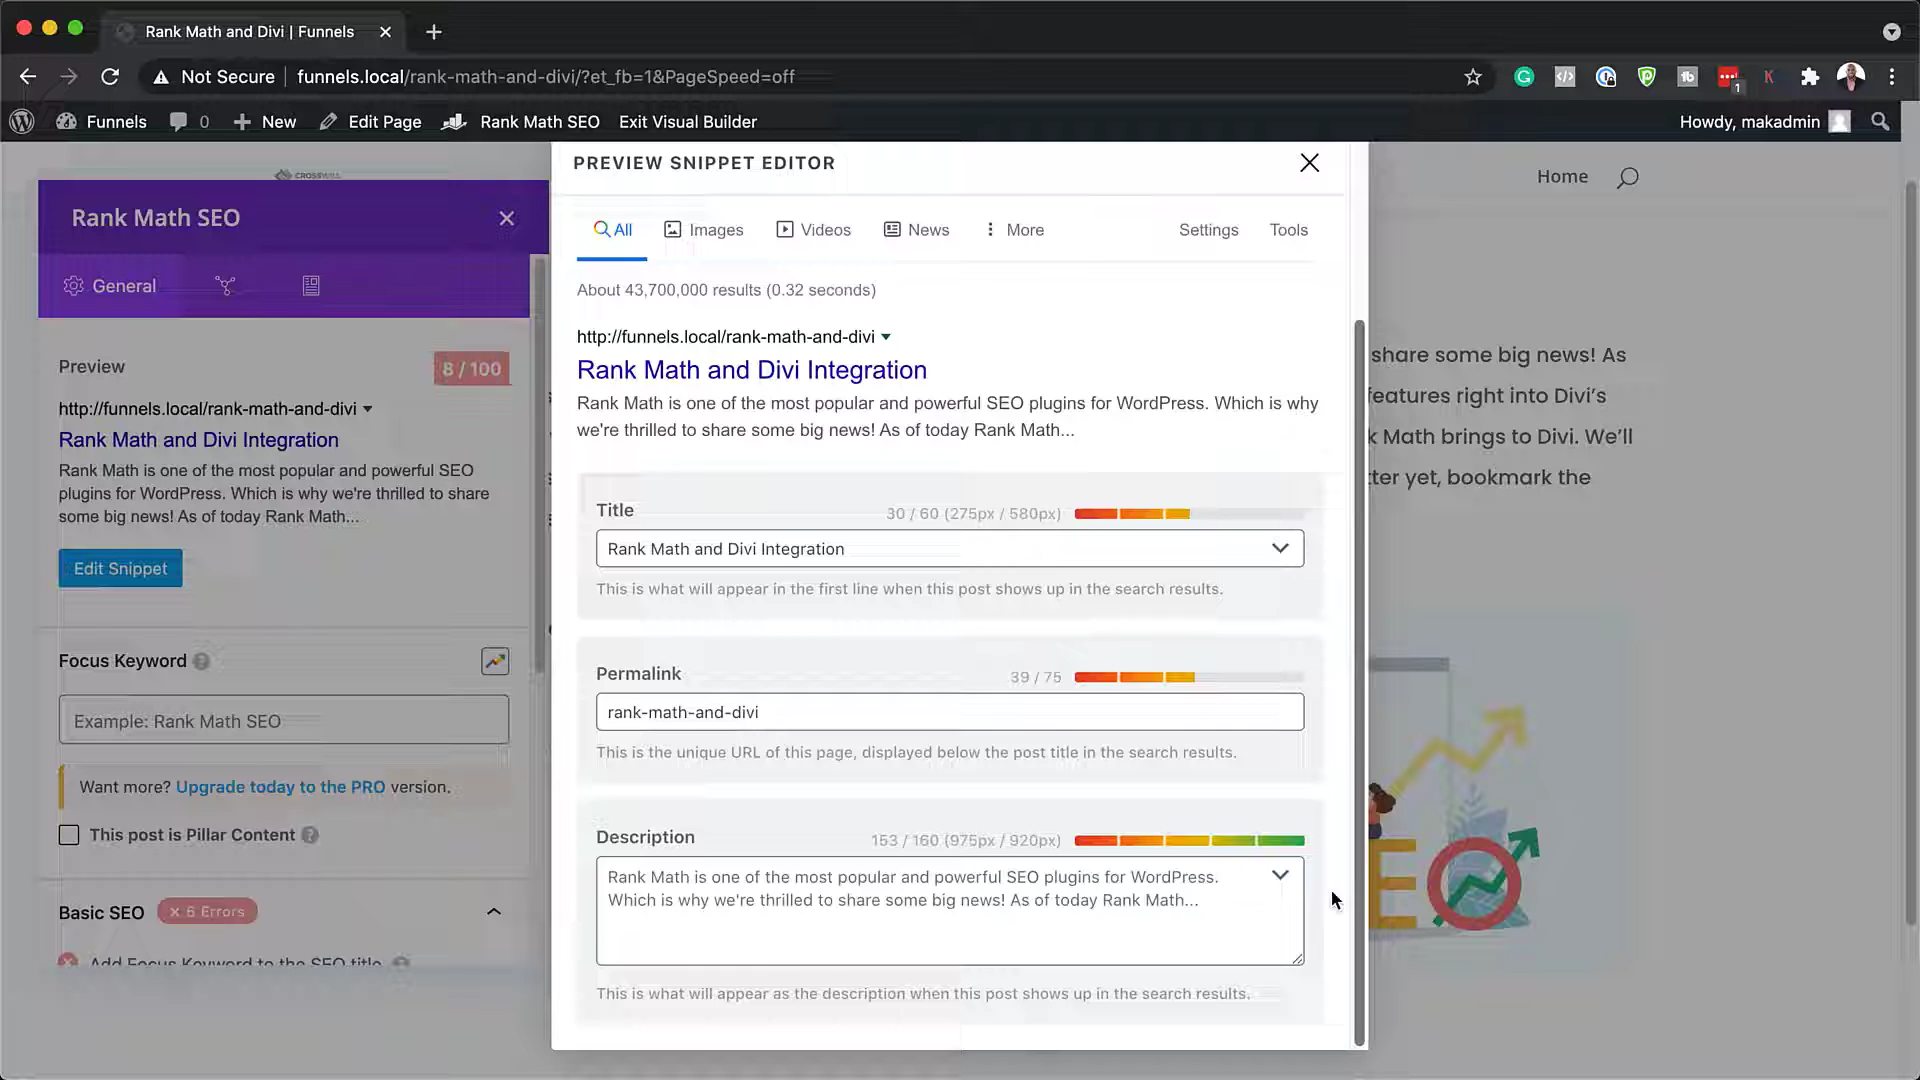 Rank Math and Divi | Funnels
Not Secure
funnels.local/rank-math-and-divi/?et_fb=1&PageSpeed=off
1
Funnels
0
New
Edit Page
Rank Math SEO
Exit Visual Builder
Howdy, makadmin
Home
Rank Math SEO
General
Preview
8 / 100
http://funnels.local/rank-math-and-divi
Rank Math and Divi Integration
Rank Math is one of the most popular and powerful SEO
plugins for WordPress. Which is why we're thrilled to share
some big news! As of today Rank Math...
Edit Snippet
Focus Keyword
Example: Rank Math SEO
Want more? Upgrade today to the PRO version.
This post is Pillar Content
Basic SEO
× 6 Errors
Add Focus Keyword to the SEO title
PREVIEW SNIPPET EDITOR
All
Images
Videos
News
More
Settings
Tools
About 43,700,000 results (0.32 seconds)
http://funnels.local/rank-math-and-divi
Rank Math and Divi Integration
Rank Math is one of the most popular and powerful SEO plugins for WordPress. Which is why
we're thrilled to share some big news! As of today Rank Math...
Title
30 / 60 (275px / 580px)
Rank Math and Divi Integration
This is what will appear in the first line when this post shows up in the search results.
Permalink
39 / 75
rank-math-and-divi
This is the unique URL of this page, displayed below the post title in the search results.
Description
153 / 160 (975px / 920px)
Rank Math is one of the most popular and powerful SEO plugins for WordPress.
Which is why we're thrilled to share some big news! As of today Rank Math...
This is what will appear as the description when this post shows up in the search results.
share some big news! As
features right into Divi's
Math brings to Divi. We'll
yet, bookmark the